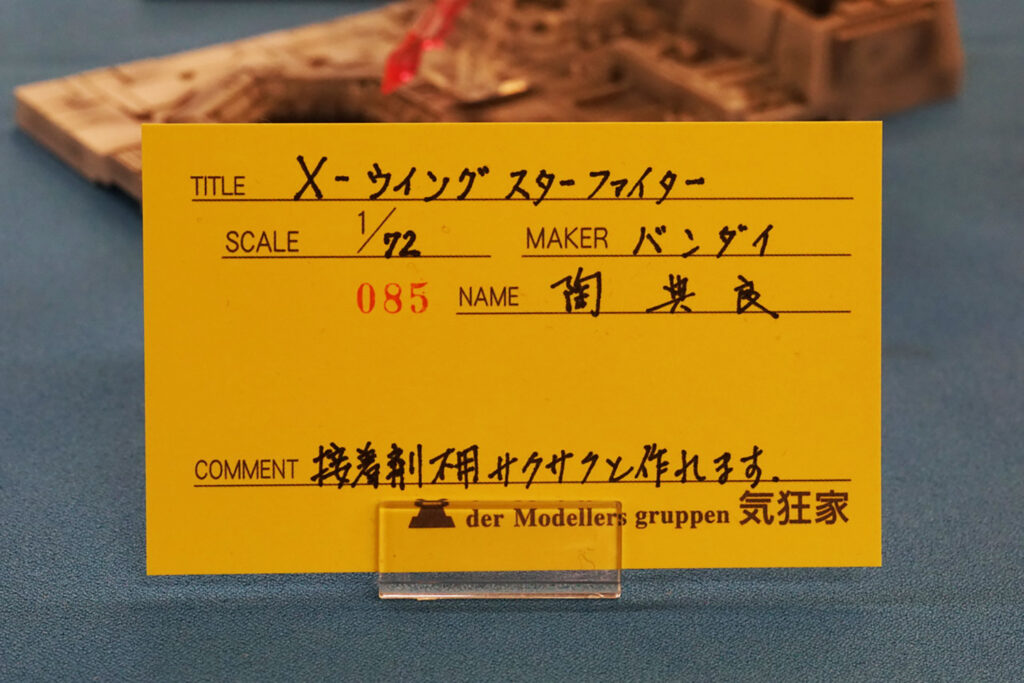 TITLE X-ウイング スターファイター
SCALE 1/72 MAKER バンダイ
085 NAME 陶 典良
COMMENT 接着剤不用サクサクと作れます.
der Modellers gruppen 気狂家